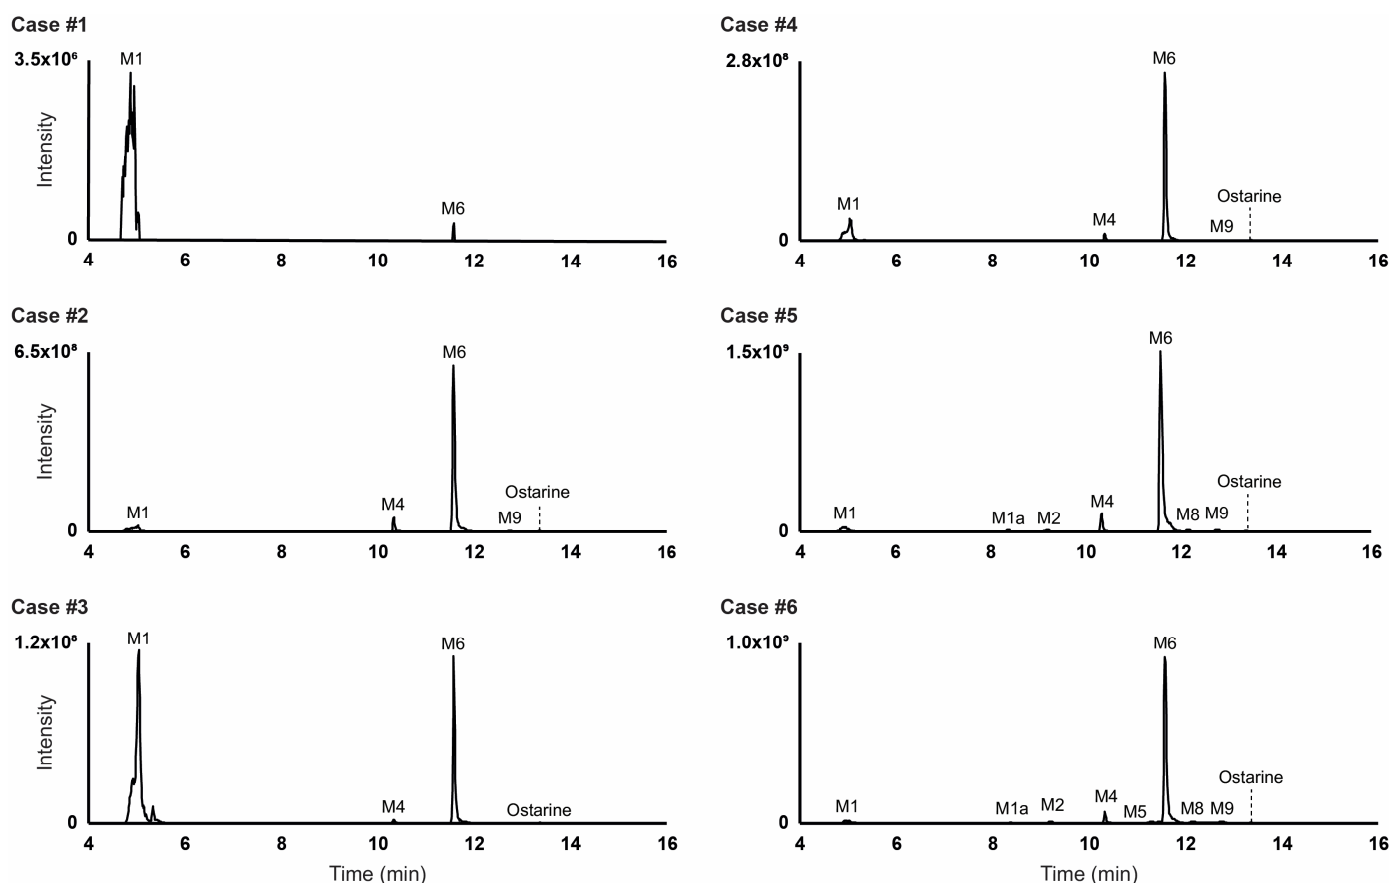 Case #1
3.5x10⁶
M1
Intensity
M6
0
4 6 8 10 12 14 16
Case #2
6.5x10⁸
M6
Intensity
Ostarine
M1 M4 M9
0
4 6 8 10 12 14 16
Case #3
1.2x10⁸
M1 M6
Intensity
M4 Ostarine
0
4 6 8 10 12 14 16
Time (min)
Case #4
2.8x10⁸
M6
Ostarine
M1 M4 M9
0
4 6 8 10 12 14 16
Case #5
1.5x10⁹
M6
Ostarine
M1 M1a M2 M4 M8 M9
0
4 6 8 10 12 14 16
Case #6
1.0x10⁹
M6
Ostarine
M1 M1a M2 M4 M5 M8 M9
0
4 6 8 10 12 14 16
Time (min)